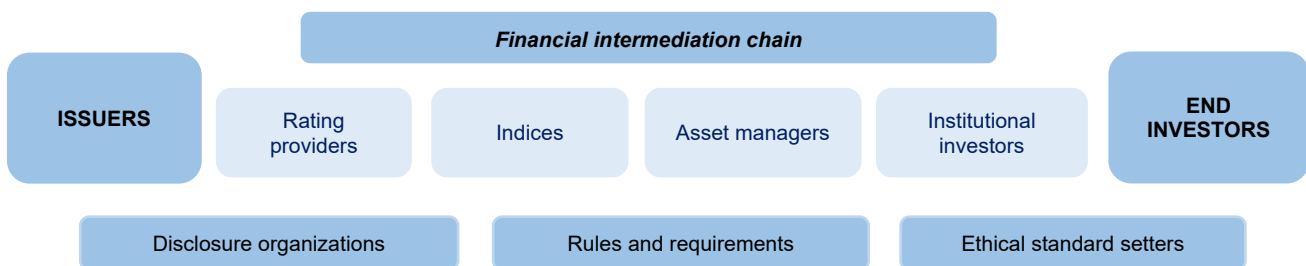 Financial intermediation chain
ISSUERS
Rating
providers
Indices
Asset managers
Institutional
investors
END
INVESTORS
Disclosure organizations
Rules and requirements
Ethical standard setters